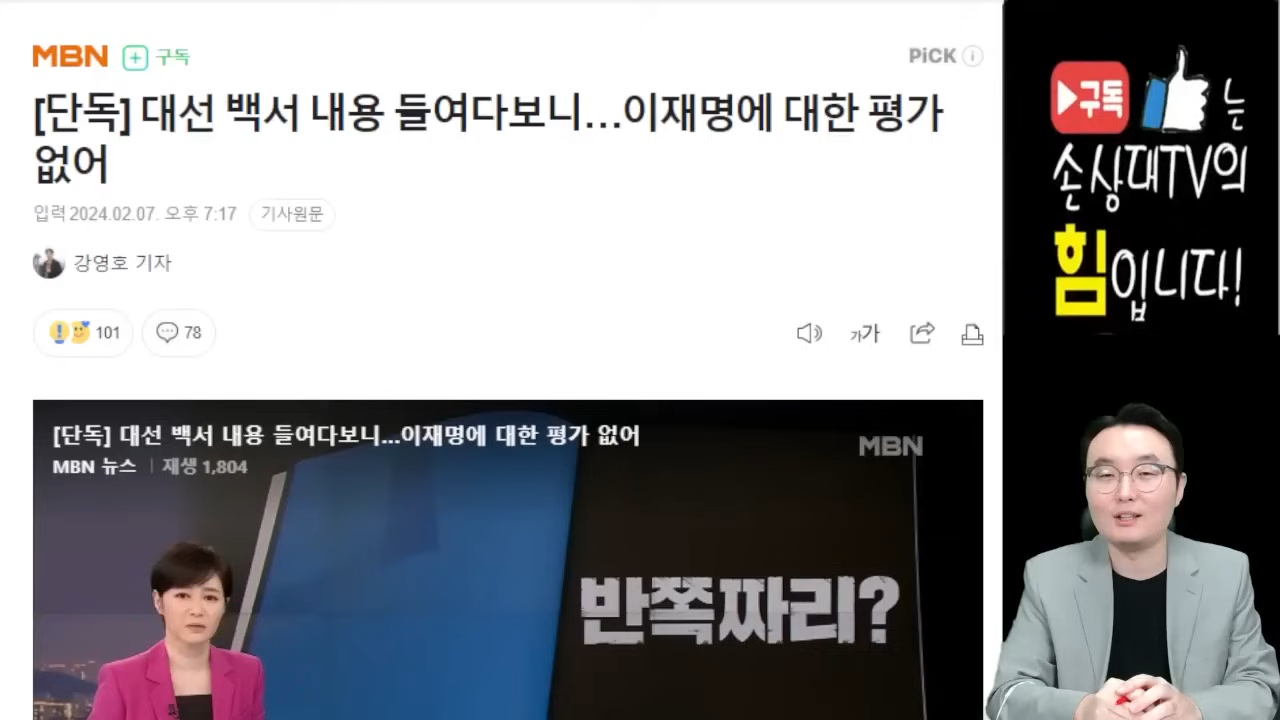 MBN 구독
PiCK
[단독] 대선 백서 내용 들여다보니…이재명에 대한 평가
없어
입력 2024.02.07. 오후 7:17 기사원문
강영호 기자
101 78
가가
[단독] 대선 백서 내용 들여다보니...이재명에 대한 평가 없어
MBN 뉴스 | 재생 1,804
MBN
반쪽짜리?
구독 는
손상대TV의
힘입니다!